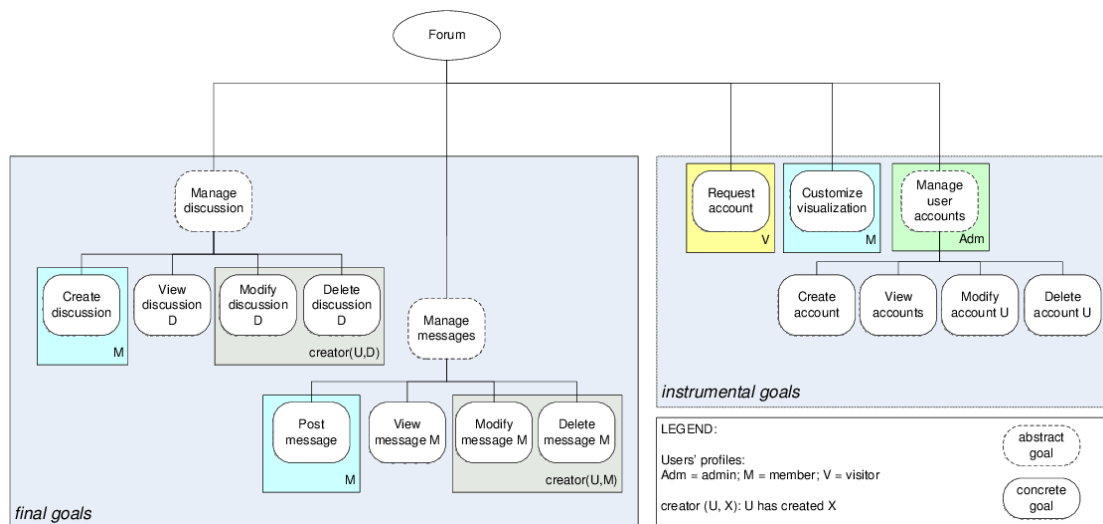 Forum
Manage
discussion
Create
discussion
M
View
discussion
D
Modify
discussion
D
Delete
discussion
D
creator(U,D)
Manage
messages
Post
message
M
View
message M
Modify
message M
Delete
message M
creator(U,M)
final goals
Request
account
V
Customize
visualization
M
Manage
user
accounts
Adm
Create
account
View
accounts
Modify
account U
Delete
account U
instrumental goals
LEGEND:
Users' profiles:
Adm = admin; M = member; V = visitor
creator (U, X): U has created X
abstract
goal
concrete
goal